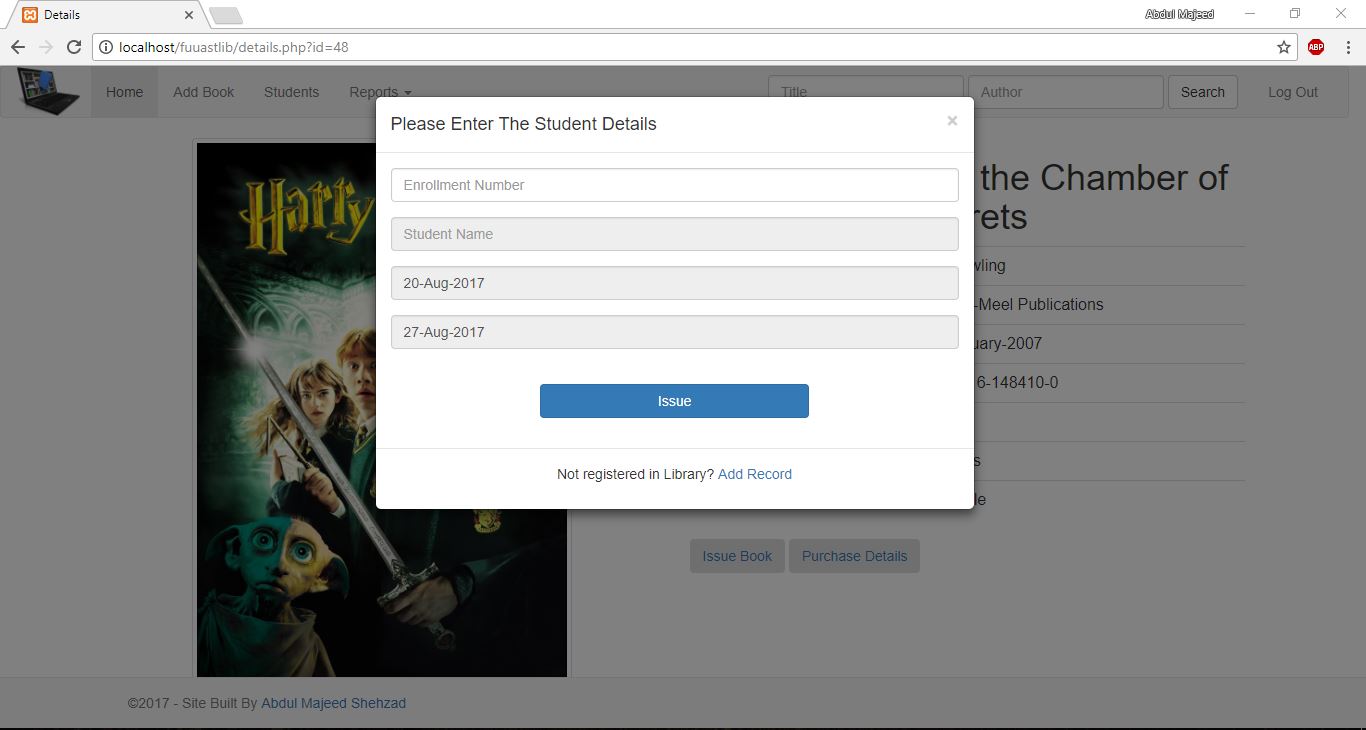 Details
Abdul Majeed
localhost/fuuastlib/details.php?id=48
ABP
Home Add Book Students Reports Title Author Search Log Out
Please Enter The Student Details ×
Enrollment Number
Student Name
20-Aug-2017
27-Aug-2017
Issue
Not registered in Library? Add Record
Harry
the Chamber of
rets
wling
-Meel Publications
uary-2007
6-148410-0
s
le
Issue Book Purchase Details
©2017 - Site Built By Abdul Majeed Shehzad